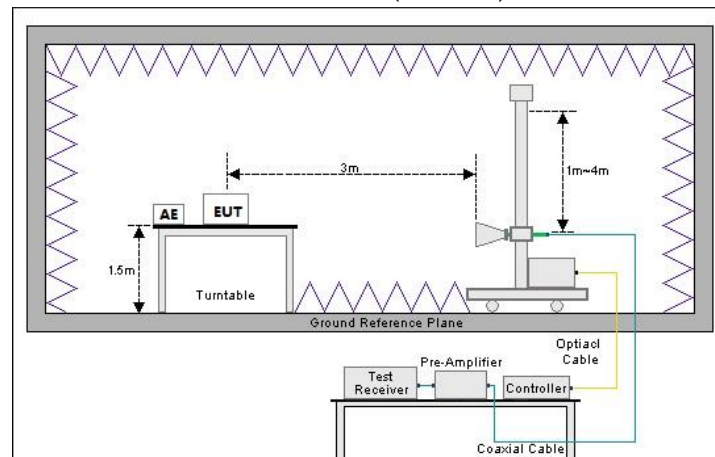 3m
1m~4m
AE
EUT
1.5m
Turntable
Ground Reference Plane
Optiacl
Cable
Pre-Amplifier
Test
Receiver
Controller
Coaxial Cable